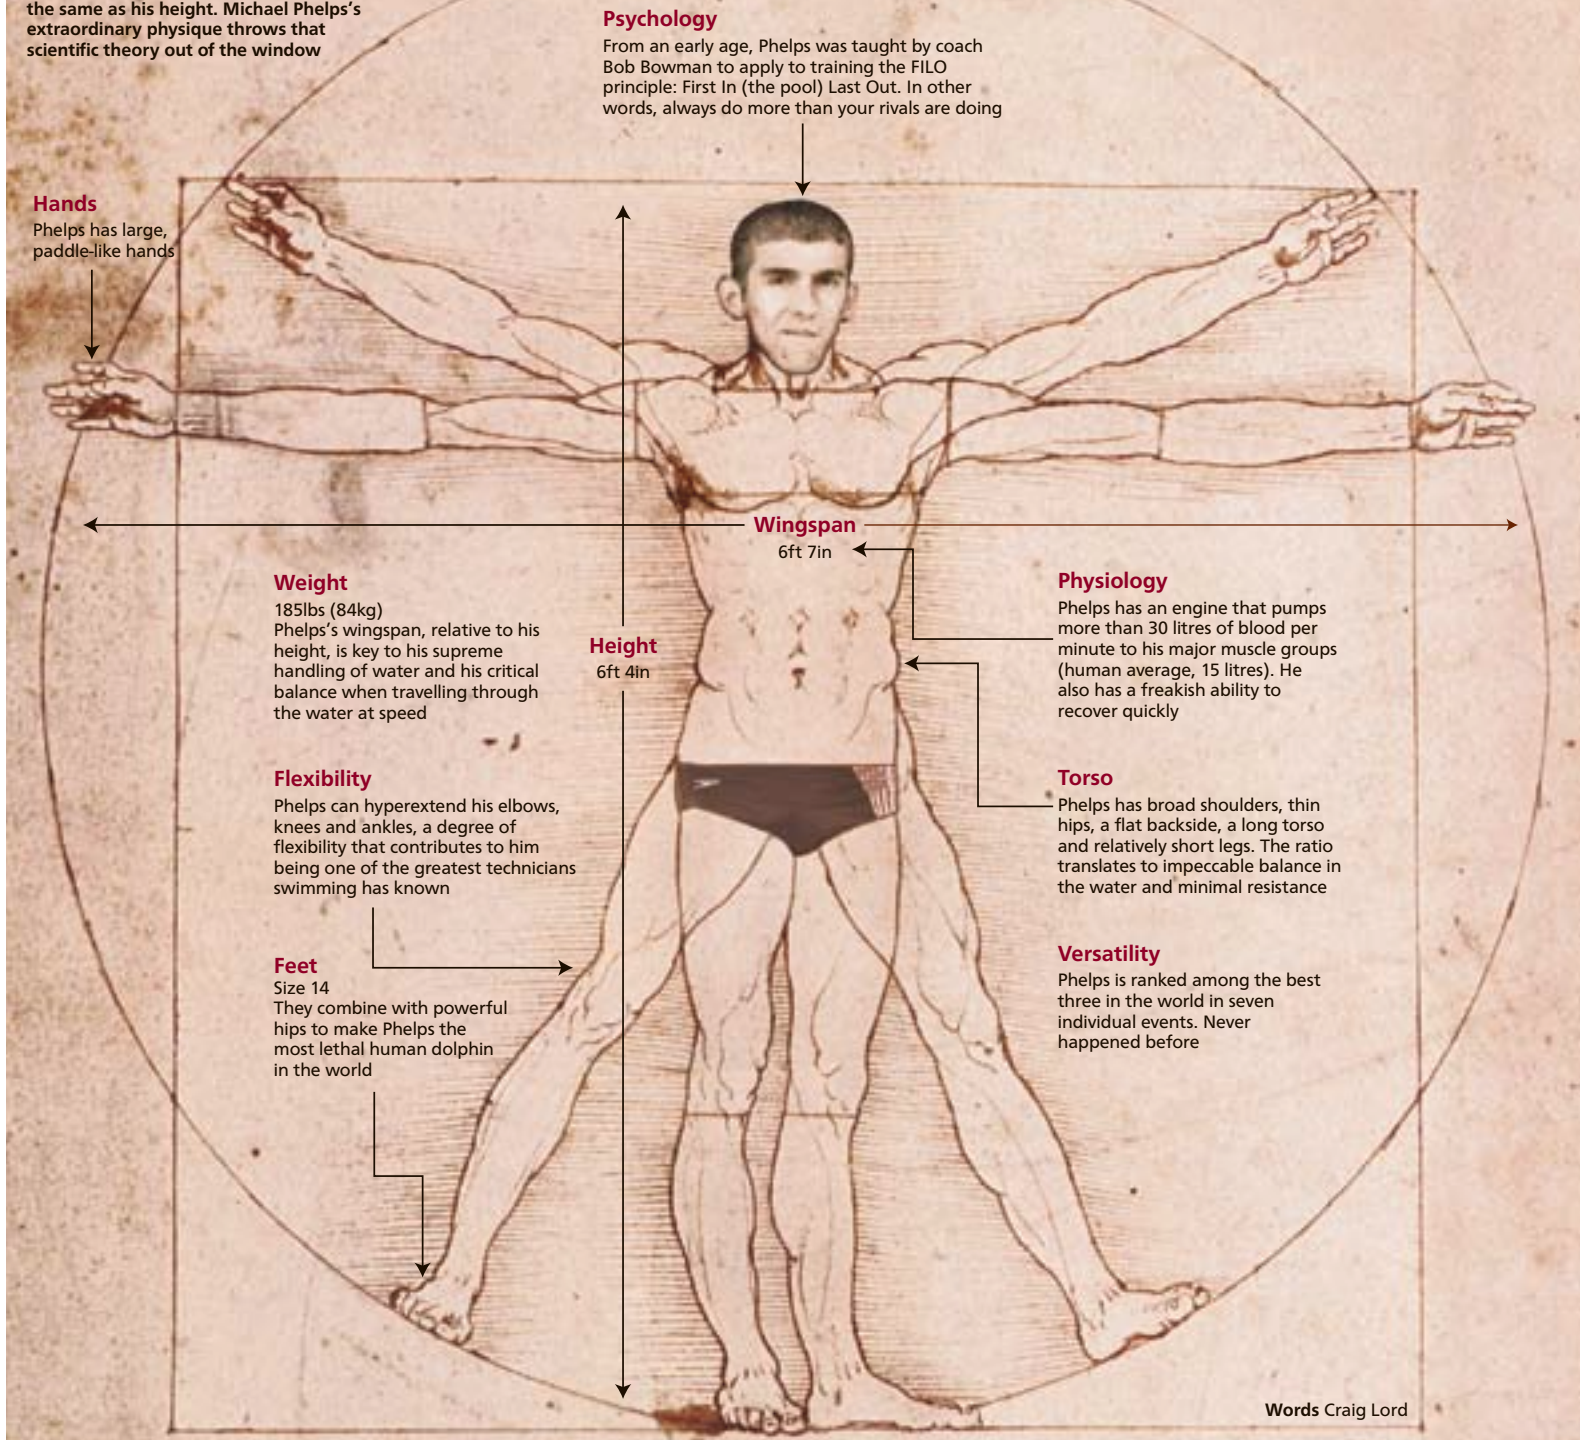 the same as his height. Michael Phelps's
extraordinary physique throws that
scientific theory out of the window
Psychology
From an early age, Phelps was taught by coach
Bob Bowman to apply to training the FILO
principle: First In (the pool) Last Out. In other
words, always do more than your rivals are doing
Hands
Phelps has large,
paddle-like hands
Wingspan
6ft 7in
Weight
185lbs (84kg)
Phelps's wingspan, relative to his
height, is key to his supreme
handling of water and his critical
balance when travelling through
the water at speed
Height
6ft 4in
Physiology
Phelps has an engine that pumps
more than 30 litres of blood per
minute to his major muscle groups
(human average, 15 litres). He
also has a freakish ability to
recover quickly
Flexibility
Phelps can hyperextend his elbows,
knees and ankles, a degree of
flexibility that contributes to him
being one of the greatest technicians
swimming has known
Torso
Phelps has broad shoulders, thin
hips, a flat backside, a long torso
and relatively short legs. The ratio
translates to impeccable balance in
the water and minimal resistance
Feet
Size 14
They combine with powerful
hips to make Phelps the
most lethal human dolphin
in the world
Versatility
Phelps is ranked among the best
three in the world in seven
individual events. Never
happened before
Words Craig Lord